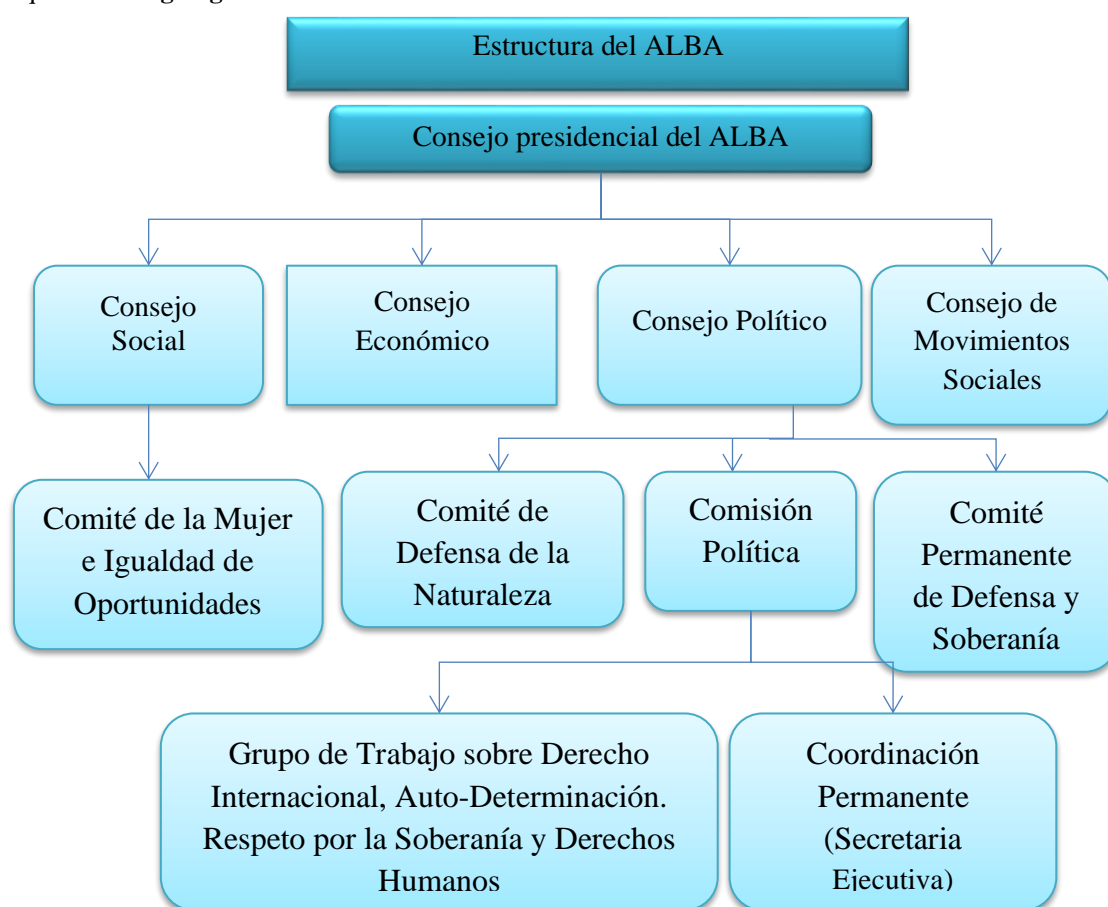 Estructura del ALBA
Consejo presidencial del ALBA
Consejo
Social
Consejo
Económico
Consejo Político
Consejo de
Movimientos
Sociales
Comité de la Mujer
e Igualdad de
Oportunidades
Comité de
Defensa de la
Naturaleza
Comisión
Política
Comité
Permanente
de Defensa y
Soberanía
Grupo de Trabajo sobre Derecho
Internacional, Auto-Determinación.
Respeto por la Soberanía y Derechos
Humanos
Coordinación
Permanente
(Secretaria
Ejecutiva)